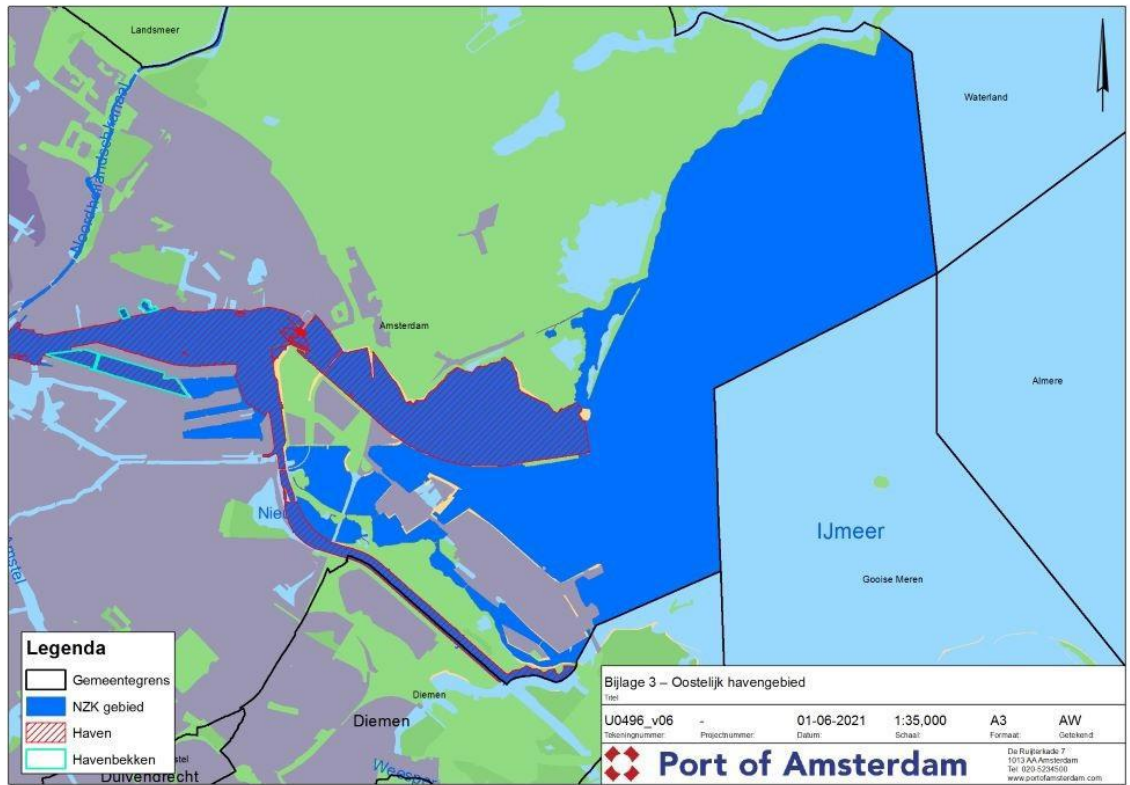 Landsmeer
Waterland
Noordhollandschkanaal
Amsterdam
Almere
IJmeer
Gooise Meren
Nie
Amstel
Diemen
Diemen
Duivendrecht
Weesper
Legenda
Gemeentegrens
NZK gebied
Haven
Havenbekken
Bijlage 3 – Oostelijk havengebied
Titel
U0496_v06 - 01-06-2021 1:35,000 A3 AW
Tekeningnummer: Projectnummer: Datum: Schaal: Formaat: Getekend
Port of Amsterdam
De Ruijterkade 7
1013 AA Amsterdam
Tel: 020-5234500
www.portofamsterdam.com